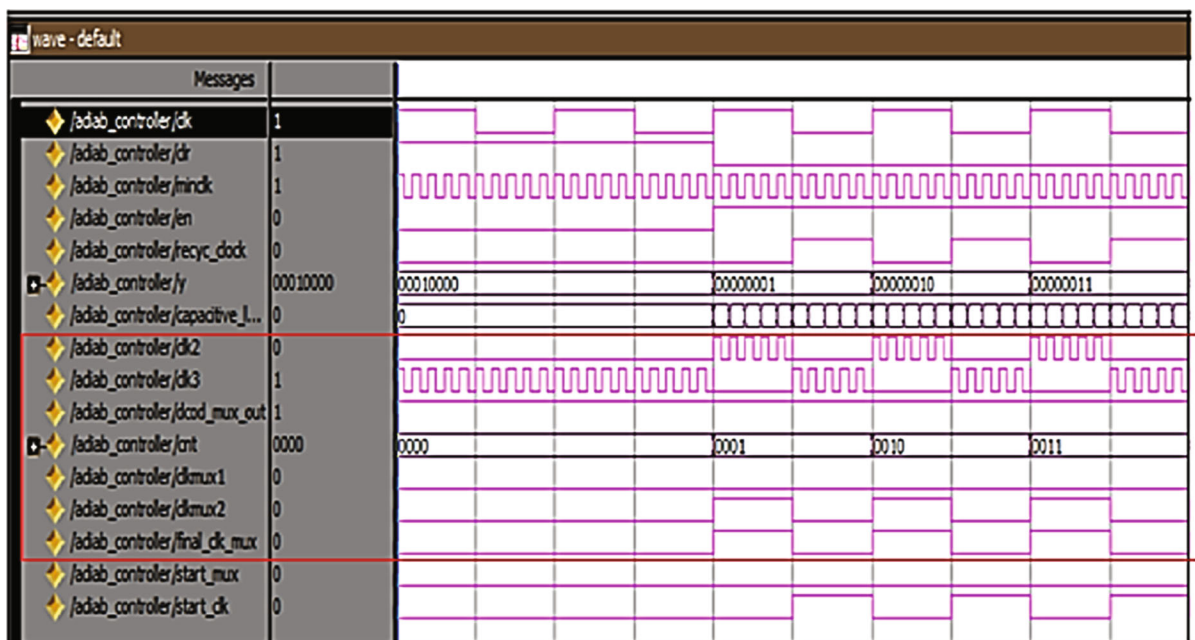 wave - default
Messages
/adiab_controller/clk 1
/adiab_controller/clr 1
/adiab_controller/minclk 1
/adiab_controller/en 0
/adiab_controller/recyc_clock 0
/adiab_controller/y 00010000 00010000 00000001 00000010 00000011
/adiab_controller/capacitive_l... 0 0
/adiab_controller/clk2 0
/adiab_controller/clk3 1
/adiab_controller/dcod_mux_out 1
/adiab_controller/cnt 0000 0000 0001 0010 0011
/adiab_controller/clkmux1 0
/adiab_controller/clkmux2 0
/adiab_controller/final_clk_mux 0
/adiab_controller/start_mux 0
/adiab_controller/start_clk 0